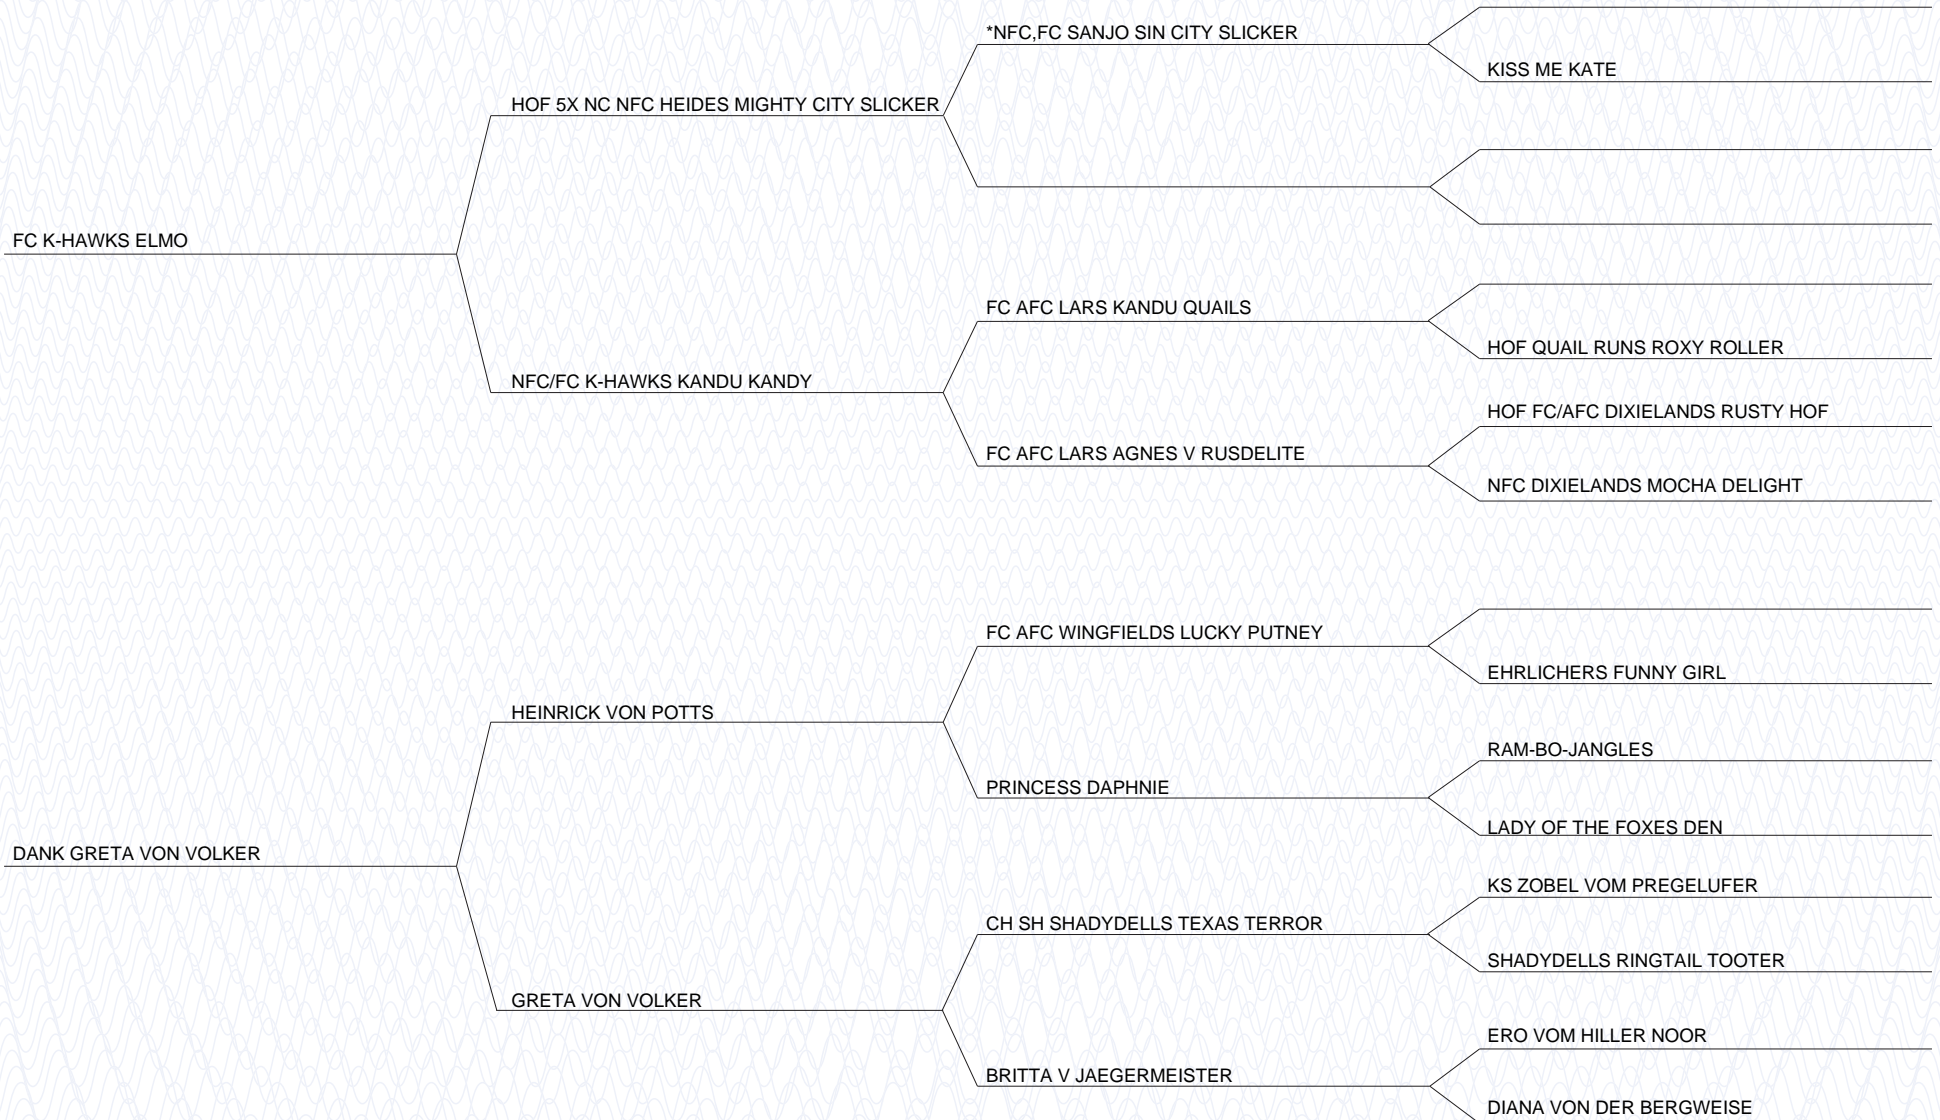 *NFC,FC SANJO SIN CITY SLICKER
KISS ME KATE
HOF 5X NC NFC HEIDES MIGHTY CITY SLICKER
FC K-HAWKS ELMO
FC AFC LARS KANDU QUAILS
HOF QUAIL RUNS ROXY ROLLER
NFC/FC K-HAWKS KANDU KANDY
HOF FC/AFC DIXIELANDS RUSTY HOF
FC AFC LARS AGNES V RUSDELITE
NFC DIXIELANDS MOCHA DELIGHT
FC AFC WINGFIELDS LUCKY PUTNEY
EHRLICHERS FUNNY GIRL
HEINRICK VON POTTS
RAM-BO-JANGLES
PRINCESS DAPHNIE
LADY OF THE FOXES DEN
DANK GRETA VON VOLKER
KS ZOBEL VOM PREGELUFER
CH SH SHADYDELLS TEXAS TERROR
SHADYDELLS RINGTAIL TOOTER
GRETA VON VOLKER
ERO VOM HILLER NOOR
BRITTA V JAEGERMEISTER
DIANA VON DER BERGWEISE